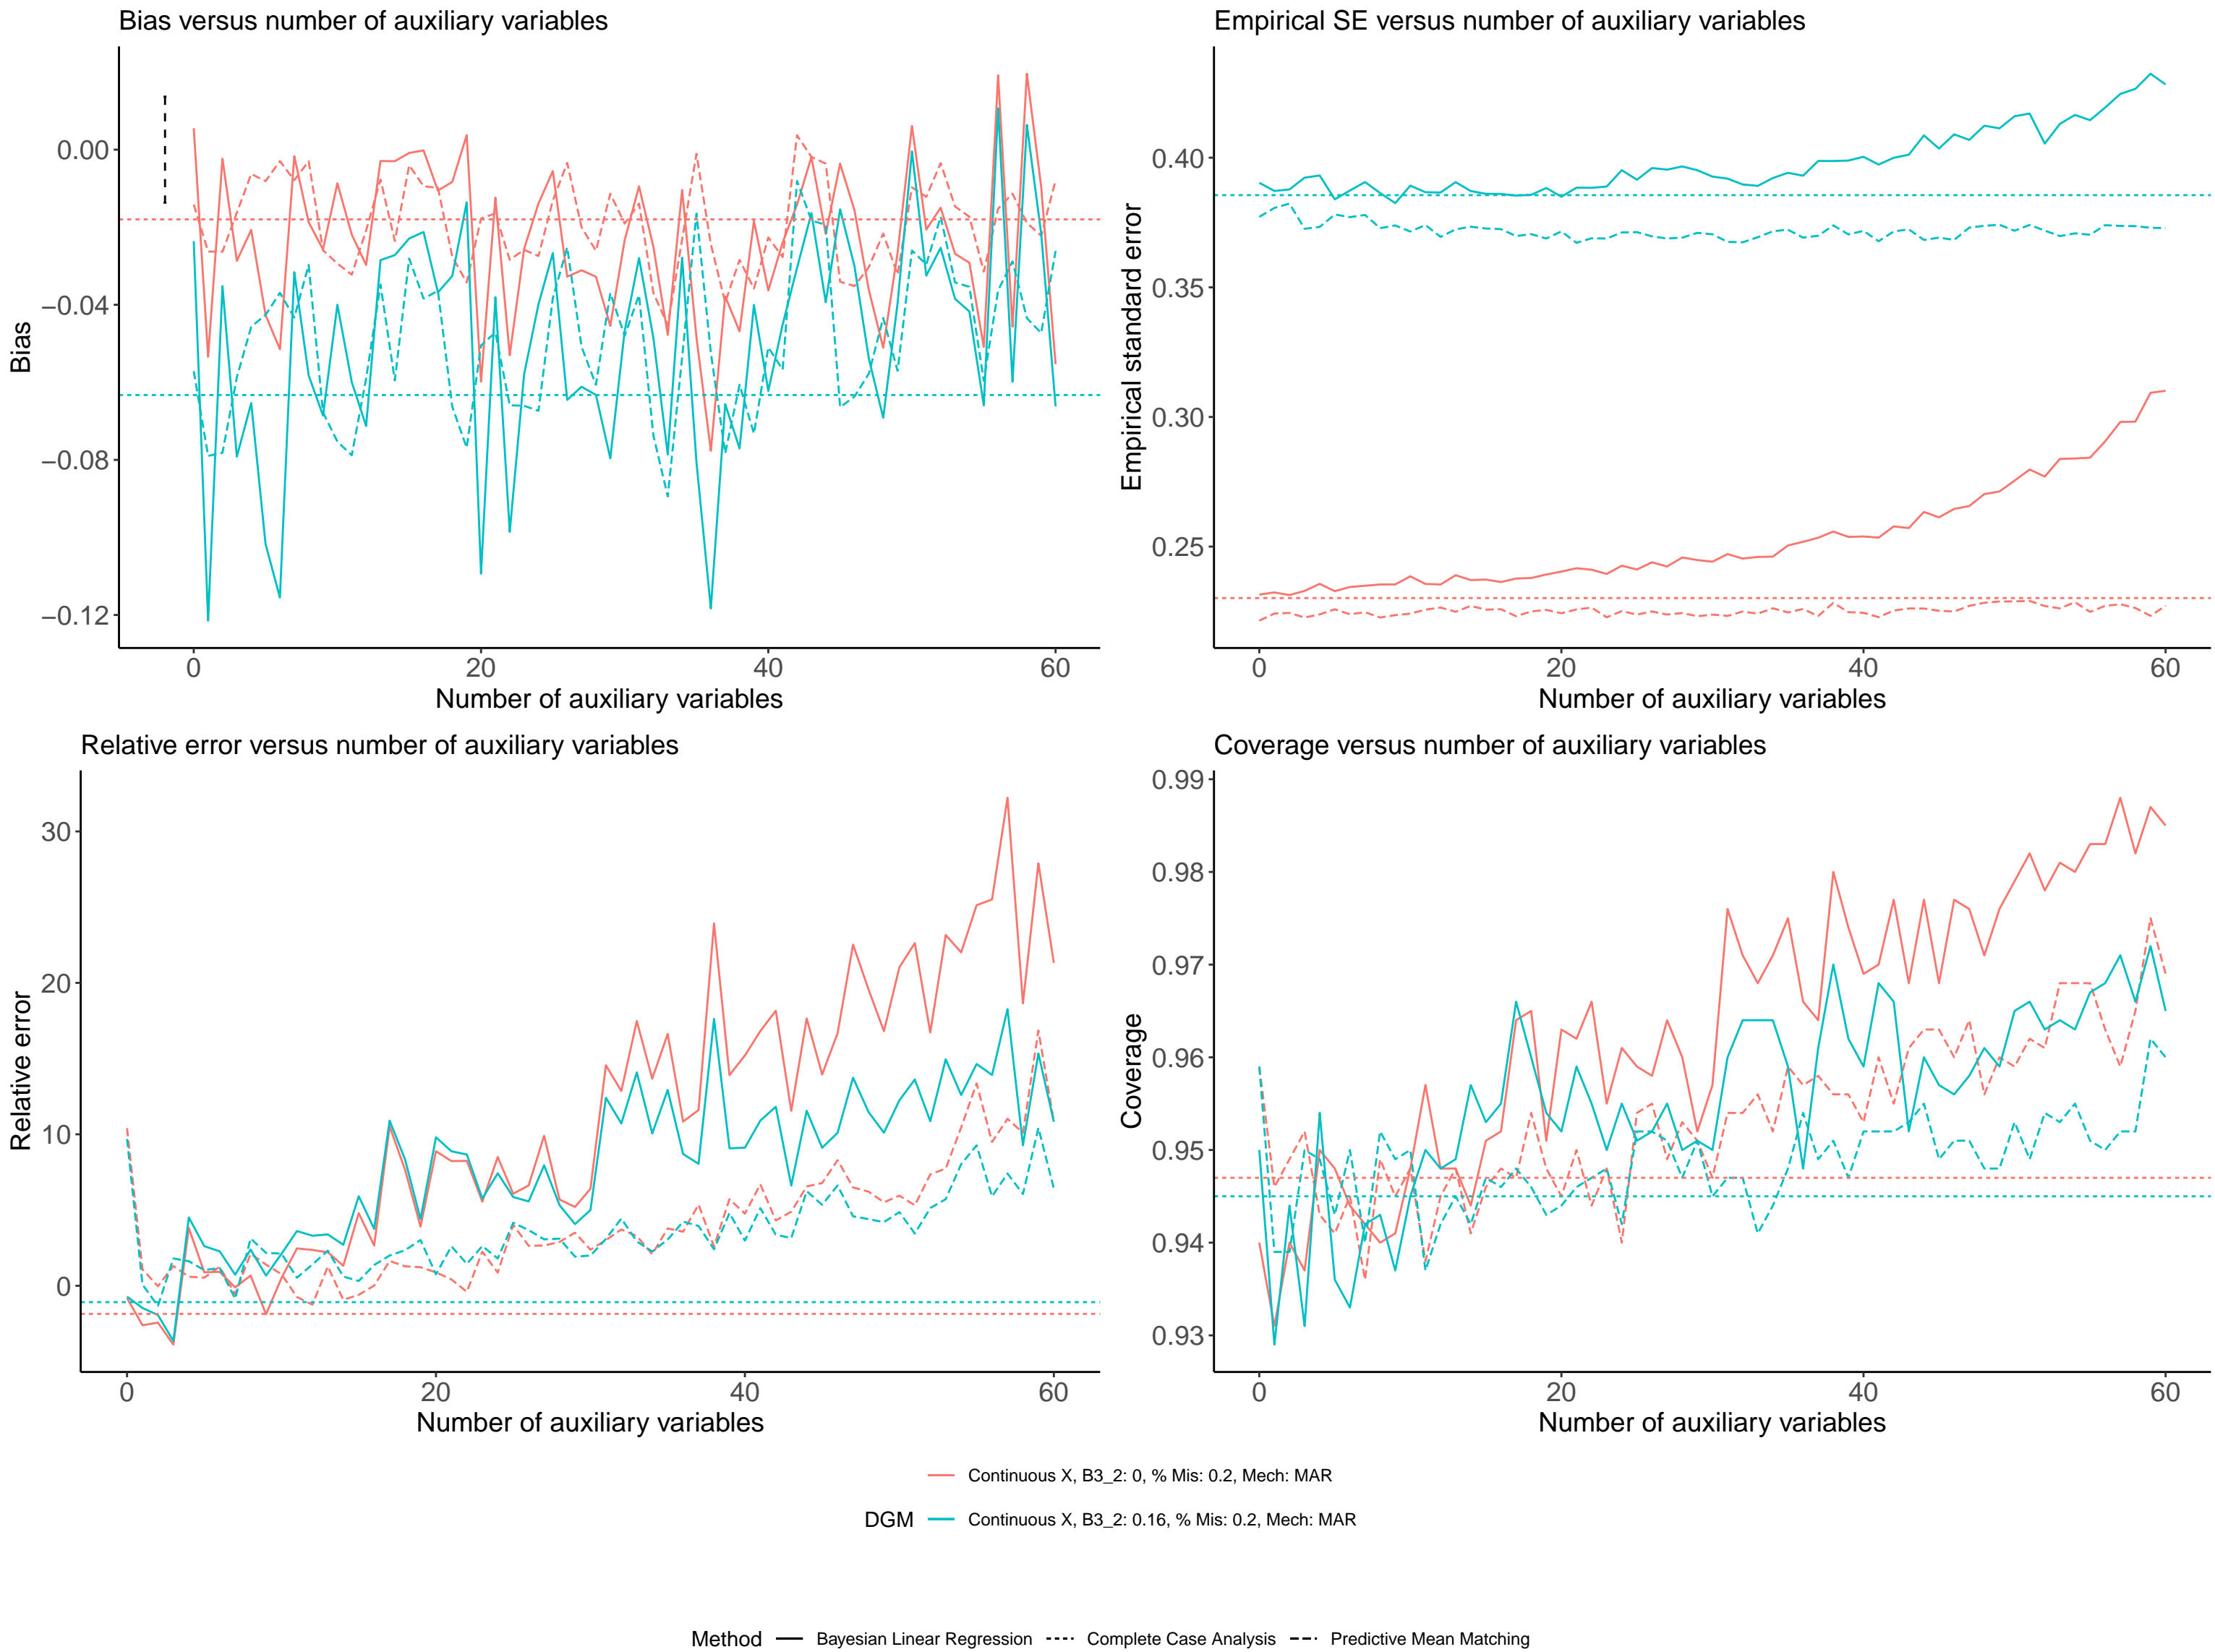 Bias versus number of auxiliary variables
Bias
0.00
−0.04
−0.08
−0.12
0 20 40 60
Number of auxiliary variables
Empirical SE versus number of auxiliary variables
Empirical standard error
0.40
0.35
0.30
0.25
0 20 40 60
Number of auxiliary variables
Relative error versus number of auxiliary variables
Relative error
30
20
10
0
0 20 40 60
Number of auxiliary variables
Coverage versus number of auxiliary variables
Coverage
0.99
0.98
0.97
0.96
0.95
0.94
0.93
0 20 40 60
Number of auxiliary variables
Continuous X, B3_2: 0, % Mis: 0.2, Mech: MAR
DGM Continuous X, B3_2: 0.16, % Mis: 0.2, Mech: MAR
Method Bayesian Linear Regression Complete Case Analysis Predictive Mean Matching